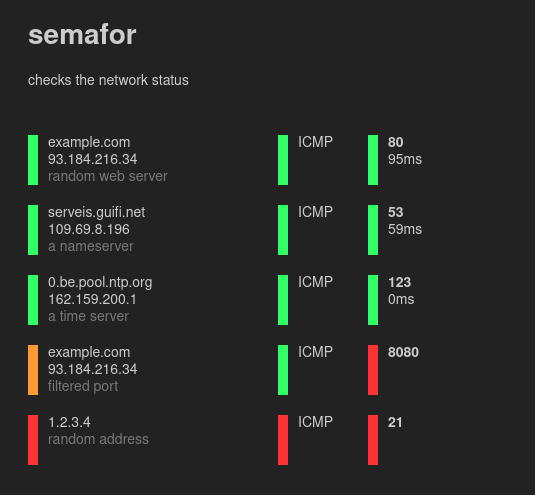 semafor
checks the network status
example.com
93.184.216.34
random web server
ICMP
80
95ms
serveis.guifi.net
109.69.8.196
a nameserver
ICMP
53
59ms
0.be.pool.ntp.org
162.159.200.1
a time server
ICMP
123
0ms
example.com
93.184.216.34
filtered port
ICMP
8080
1.2.3.4
random address
ICMP
21